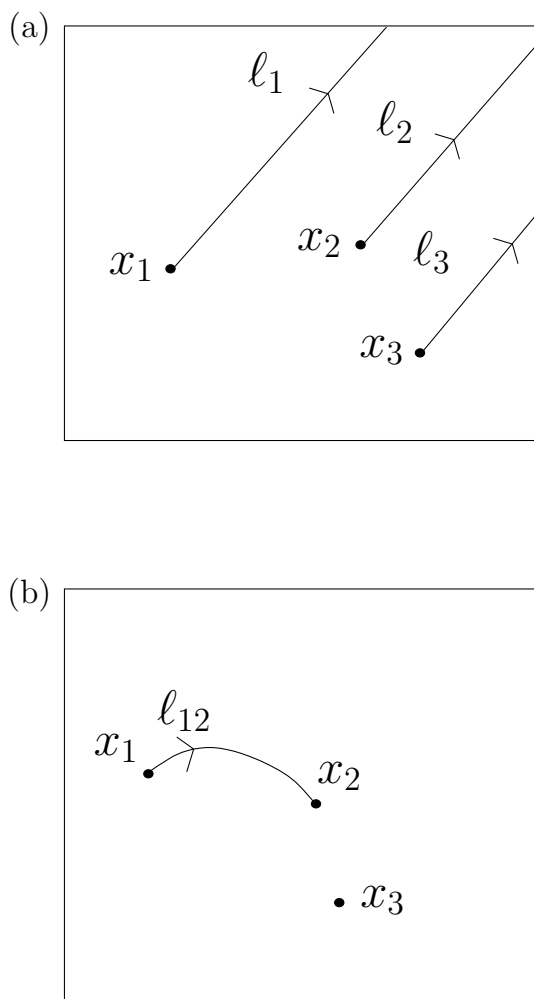 (a)
ℓ₁
ℓ₂
x₂
x₁
ℓ₃
x₃
(b)
ℓ₁₂
x₁
x₂
x₃